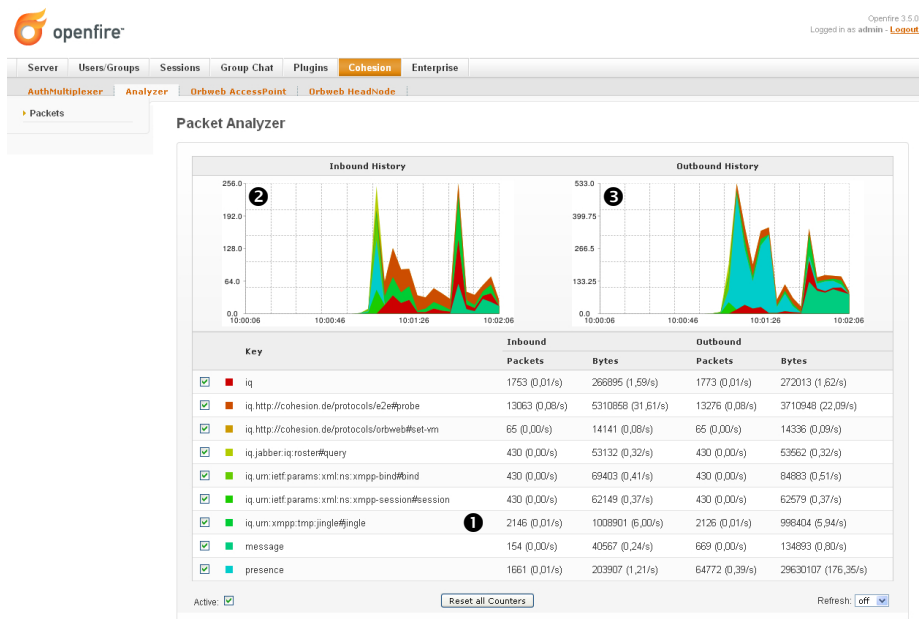 openfire™
Openfire 3.5.0
Logged in as admin - Logout
Server Users/Groups Sessions Group Chat Plugins Cohesion Enterprise
AuthMultiplexer Analyzer Orbweb AccessPoint Orbweb HeadNode
Packets
Packet Analyzer
Inbound History Outbound History
256.0 2 533.0 3
192.0 399.75
128.0 266.5
64.0 133.25
0.0 0.0
10:00:06 10:00:46 10:01:26 10:02:06 10:00:06 10:00:46 10:01:26 10:02:06
Key Inbound Outbound
Packets Bytes Packets Bytes
iq 1753 (0,01/s) 266895 (1,59/s) 1773 (0,01/s) 272013 (1,62/s)
iq.http://cohesion.de/protocols/e2e#probe 13063 (0,08/s) 5310858 (31,61/s) 13276 (0,08/s) 3710948 (22,09/s)
iq.http://cohesion.de/protocols/orbweb#set-vm 65 (0,00/s) 14141 (0,08/s) 65 (0,00/s) 14336 (0,09/s)
iq.jabber:iq:roster#query 430 (0,00/s) 53132 (0,32/s) 430 (0,00/s) 53562 (0,32/s)
iq.urn:ietf:params:xml:ns:xmpp-bind#bind 430 (0,00/s) 69403 (0,41/s) 430 (0,00/s) 84883 (0,51/s)
iq.urn:ietf:params:xml:ns:xmpp-session#session 430 (0,00/s) 62149 (0,37/s) 430 (0,00/s) 62579 (0,37/s)
iq.urn:xmpp:tmp:jingle#jingle 1 2146 (0,01/s) 1008901 (6,00/s) 2126 (0,01/s) 998404 (5,94/s)
message 154 (0,00/s) 40567 (0,24/s) 669 (0,00/s) 134893 (0,80/s)
presence 1661 (0,01/s) 203907 (1,21/s) 64772 (0,39/s) 29630107 (176,35/s)
Active: Reset all Counters Refresh: off